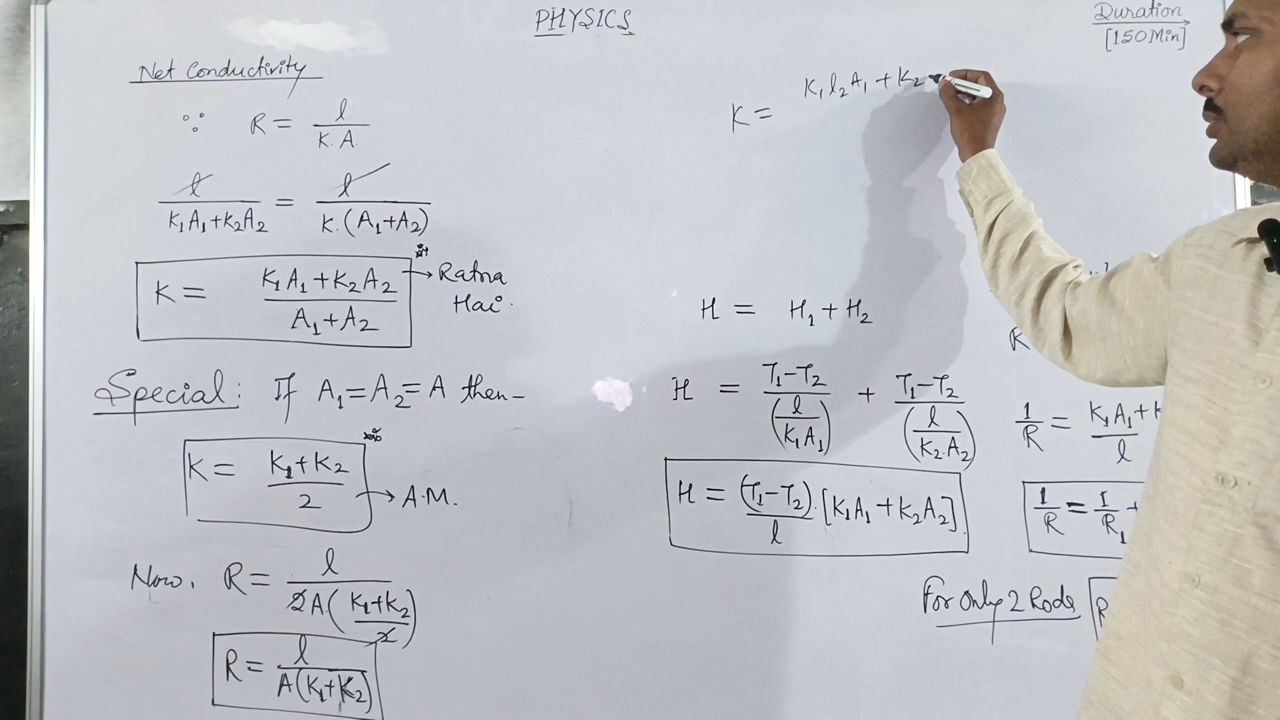 PHYSICS
Duration
[150 Min]
Net Conductivity
∵ R = l / K.A.
l / (K₁A₁+K₂A₂) = l / (K.(A₁+A₂))
K = (K₁A₁+K₂A₂) / (A₁+A₂) → Ratna
Hai.
Special: If A₁=A₂=A then–
K = (K₁+K₂) / 2 → A.M.
Now, R = l / (2A((K₁+K₂)/2))
R = l / (A(K₁+K₂))
K = K₁l₂A₁ + K₂
H = H₁+H₂
H = (T₁-T₂) / (l/(K₁A₁)) + (T₁-T₂) / (l/(K₂.A₂))
H = (T₁-T₂)/l . [K₁A₁+K₂A₂]
R
1/R = (K₁A₁+K / l
1/R = 1/R₁ +
For Only 2 Rods R